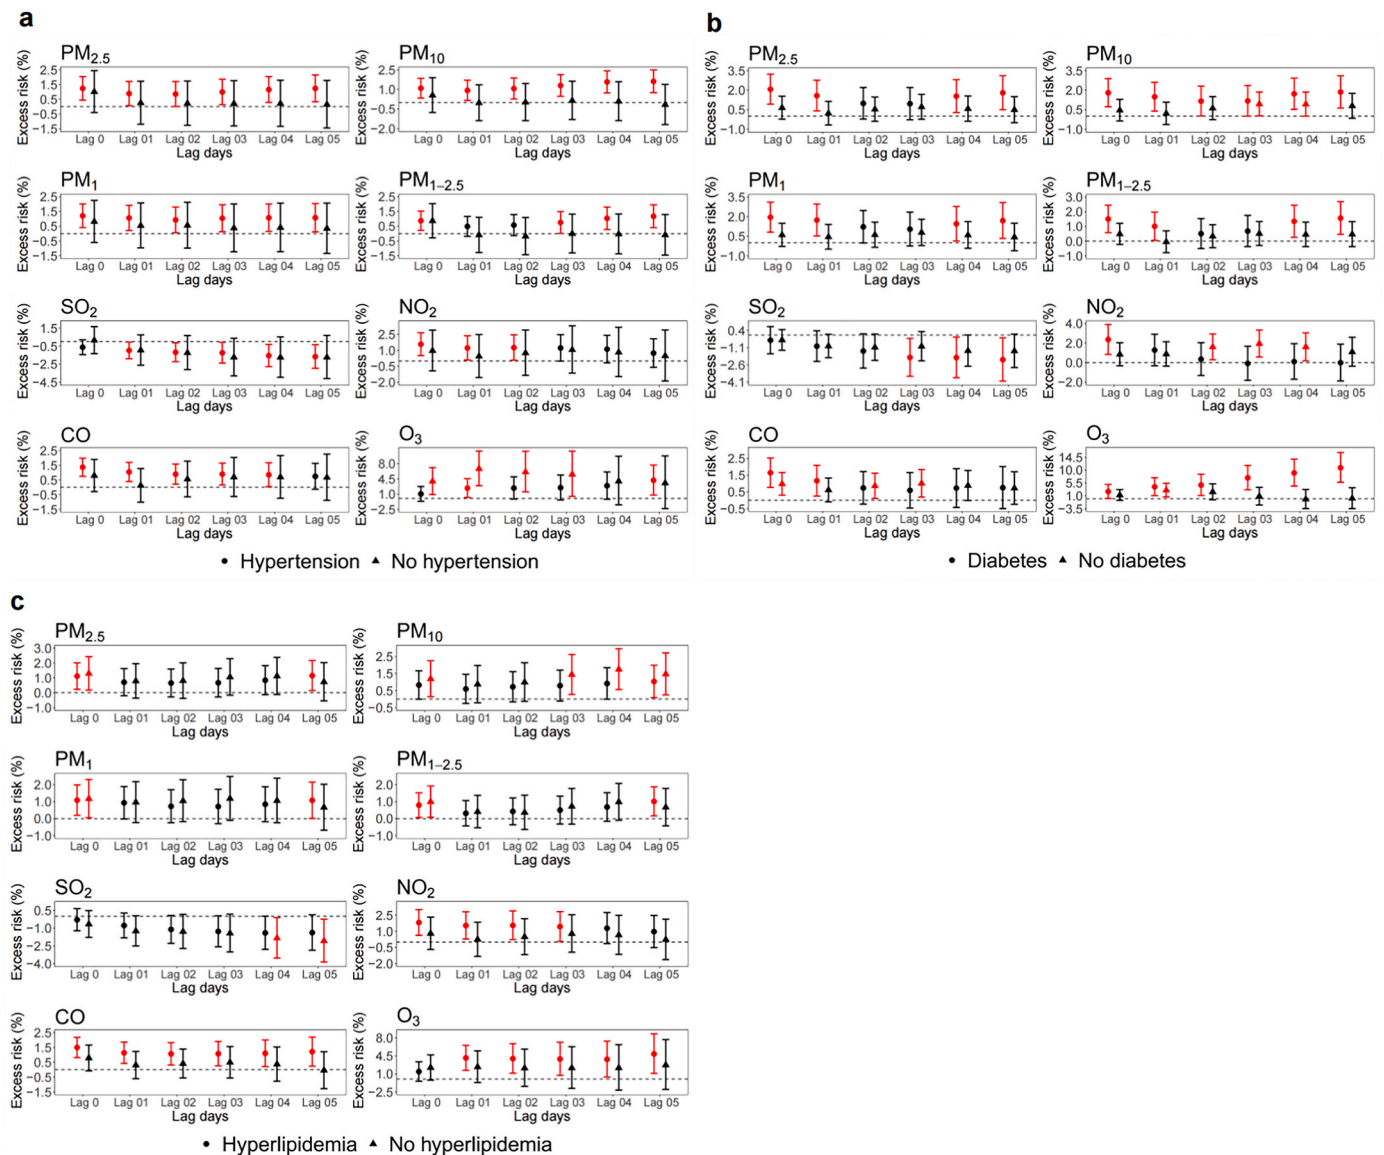 a
PM2.5
Excess risk (%)
2.5
1.5
0.5
−0.5
−1.5
Lag 0 Lag 01 Lag 02 Lag 03 Lag 04 Lag 05
Lag days
PM10
Excess risk (%)
2.5
1.0
−0.5
−2.0
Lag 0 Lag 01 Lag 02 Lag 03 Lag 04 Lag 05
Lag days
PM1
Excess risk (%)
2.5
1.5
0.5
−0.5
−1.5
Lag 0 Lag 01 Lag 02 Lag 03 Lag 04 Lag 05
Lag days
PM1−2.5
Excess risk (%)
2.5
1.5
0.5
−0.5
−1.5
Lag 0 Lag 01 Lag 02 Lag 03 Lag 04 Lag 05
Lag days
SO2
Excess risk (%)
1.5
−0.5
−2.5
−4.5
Lag 0 Lag 01 Lag 02 Lag 03 Lag 04 Lag 05
Lag days
NO2
Excess risk (%)
2.5
1.0
−0.5
−2.0
Lag 0 Lag 01 Lag 02 Lag 03 Lag 04 Lag 05
Lag days
CO
Excess risk (%)
2.5
1.5
0.5
−0.5
−1.5
Lag 0 Lag 01 Lag 02 Lag 03 Lag 04 Lag 05
Lag days
O3
Excess risk (%)
8.0
4.5
1.0
−2.5
Lag 0 Lag 01 Lag 02 Lag 03 Lag 04 Lag 05
Lag days
Hypertension No hypertension
b
PM2.5
Excess risk (%)
3.5
2.0
0.5
−1.0
Lag 0 Lag 01 Lag 02 Lag 03 Lag 04 Lag 05
Lag days
PM10
Excess risk (%)
3.5
2.0
0.5
−1.0
Lag 0 Lag 01 Lag 02 Lag 03 Lag 04 Lag 05
Lag days
PM1
Excess risk (%)
3.5
2.0
0.5
−1.0
Lag 0 Lag 01 Lag 02 Lag 03 Lag 04 Lag 05
Lag days
PM1−2.5
Excess risk (%)
3.0
2.0
1.0
0.0
−1.0
Lag 0 Lag 01 Lag 02 Lag 03 Lag 04 Lag 05
Lag days
SO2
Excess risk (%)
0.4
−1.1
−2.6
−4.1
Lag 0 Lag 01 Lag 02 Lag 03 Lag 04 Lag 05
Lag days
NO2
Excess risk (%)
4.0
2.0
0.0
−2.0
Lag 0 Lag 01 Lag 02 Lag 03 Lag 04 Lag 05
Lag days
CO
Excess risk (%)
2.5
1.5
0.5
−0.5
Lag 0 Lag 01 Lag 02 Lag 03 Lag 04 Lag 05
Lag days
O3
Excess risk (%)
14.5
10.0
5.5
1.0
−3.5
Lag 0 Lag 01 Lag 02 Lag 03 Lag 04 Lag 05
Lag days
Diabetes No diabetes
c
PM2.5
Excess risk (%)
3.0
2.0
1.0
0.0
−1.0
Lag 0 Lag 01 Lag 02 Lag 03 Lag 04 Lag 05
Lag days
PM10
Excess risk (%)
2.5
1.5
0.5
−0.5
Lag 0 Lag 01 Lag 02 Lag 03 Lag 04 Lag 05
Lag days
PM1
Excess risk (%)
2.0
1.0
0.0
−1.0
Lag 0 Lag 01 Lag 02 Lag 03 Lag 04 Lag 05
Lag days
PM1−2.5
Excess risk (%)
2.0
1.0
0.0
−1.0
Lag 0 Lag 01 Lag 02 Lag 03 Lag 04 Lag 05
Lag days
SO2
Excess risk (%)
0.5
−1.0
−2.5
−4.0
Lag 0 Lag 01 Lag 02 Lag 03 Lag 04 Lag 05
Lag days
NO2
Excess risk (%)
2.5
1.0
−0.5
−2.0
Lag 0 Lag 01 Lag 02 Lag 03 Lag 04 Lag 05
Lag days
CO
Excess risk (%)
2.5
1.5
0.5
−0.5
−1.5
Lag 0 Lag 01 Lag 02 Lag 03 Lag 04 Lag 05
Lag days
O3
Excess risk (%)
8.0
4.5
1.0
−2.5
Lag 0 Lag 01 Lag 02 Lag 03 Lag 04 Lag 05
Lag days
Hyperlipidemia No hyperlipidemia